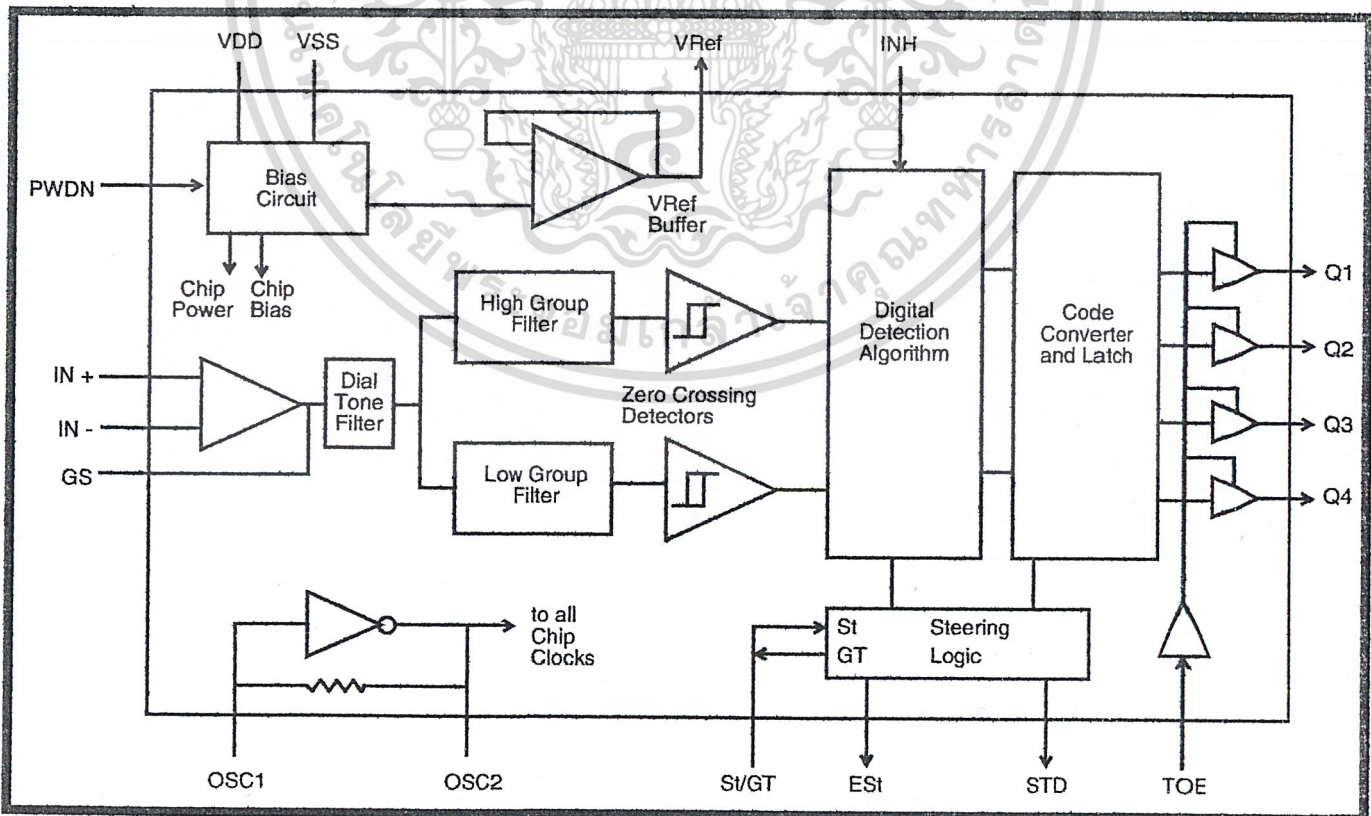 VDD
VSS
VRef
INH
PWDN
Bias
Circuit
VRef
Buffer
Chip
Power
Chip
Bias
High Group
Filter
Digital
Detection
Algorithm
Code
Converter
and Latch
Q1
Q2
Q3
Q4
IN +
IN -
GS
Dial
Tone
Filter
Zero Crossing
Detectors
Low Group
Filter
to all
Chip
Clocks
St
Steering
GT
Logic
OSC1
OSC2
St/GT
ESt
STD
TOE